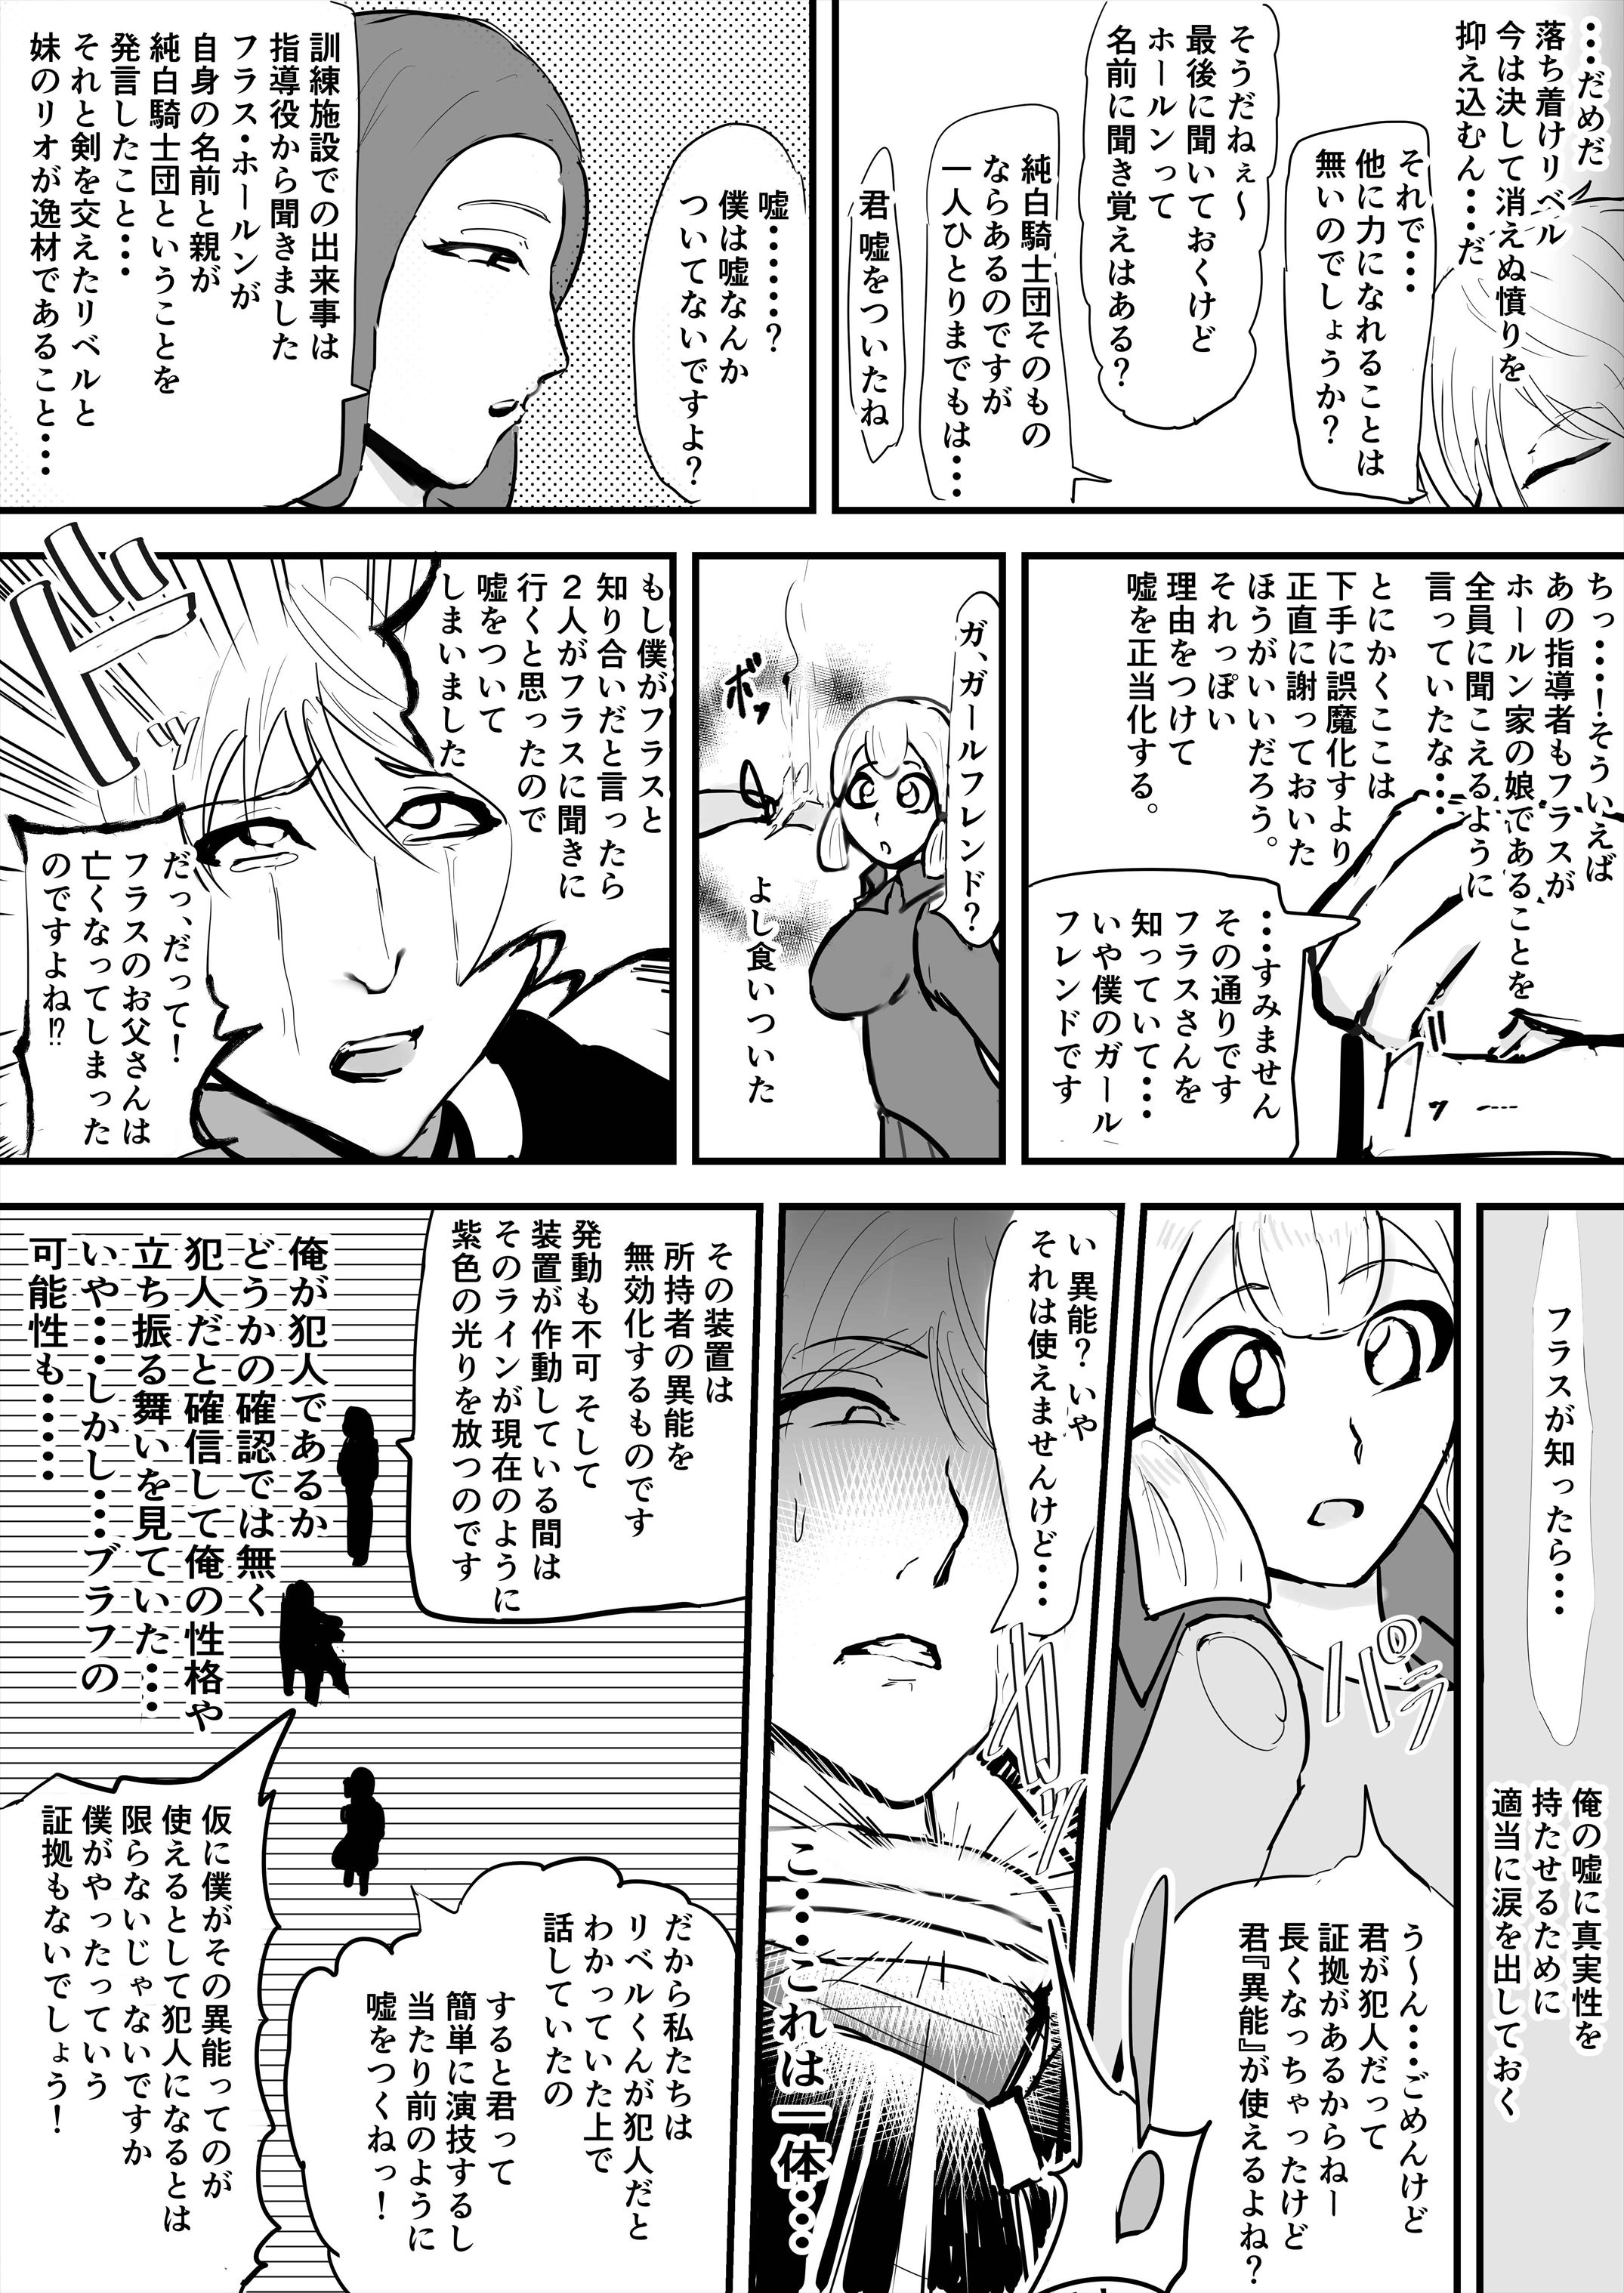 …だめだ
落ち着けリベル
今は決して消えぬ憤りを
抑え込むん…だ
それで…
他に力になれることは
無いのでしょうか？
そうだねぇ～
最後に聞いておくけど
ホールンって
名前に聞き覚えはある？
純白騎士団そのもの
ならあるのですが
一人ひとりまでもは…
君 嘘をついたね
嘘………？
僕は嘘なんか
ついてないですよ？
訓練施設での出来事は
指導役から聞きました
フラス・ホールンが
自身の名前と親が
純白騎士団ということを
発言したこと…
それと剣を交えたリベルと
妹のリオが逸材であること…
ちっ…！そういえば
あの指導者もフラスが
ホールン家の娘であることを
全員に聞こえるように
言っていたな…
とにかくここは
下手に誤魔化すより
正直に謝っておいた
ほうがいいだろう。
それっぽい
理由をつけて
嘘を正当化する。
…すみません
その通りです
フラスさんを
知っていて…
いや僕のガール
フレンドです
ガ、ガールフレンド？
ボッ
よし食いついた
もし僕がフラスと
知り合いだと言ったら
２人がフラスに聞きに
行くと思ったので
嘘をついて
しまいました
ドッ
だっ、だって！
フラスのお父さんは
亡くなってしまった
のですよね⁉
フラスが知ったら…
俺の嘘に真実性を
持たせるために
適当に涙を出しておく
う～ん…ごめんけど
君が犯人だって
証拠があるからねー
長くなっちゃったけど
君『異能』が使えるよね？
い 異能？ いや
それは使えませんけど…
こ……これは一体…
その装置は
所持者の異能を
無効化するものです
発動も不可 そして
装置が作動している間は
そのラインが現在のように
紫色の光りを放つのです
俺が犯人であるか
どうかの確認では無く
犯人だと確信して俺の性格や
立ち振る舞いを見ていた…
いや…しかし…ブラフの
可能性も……
だから私たちは
リベルくんが犯人だと
わかっていた上で
話していたの
すると君って
簡単に演技するし
当たり前のように
嘘をつくねっ！
仮に僕がその異能ってのが
使えるとして犯人になるとは
限らないじゃないですか
僕がやったっていう
証拠もないでしょう！